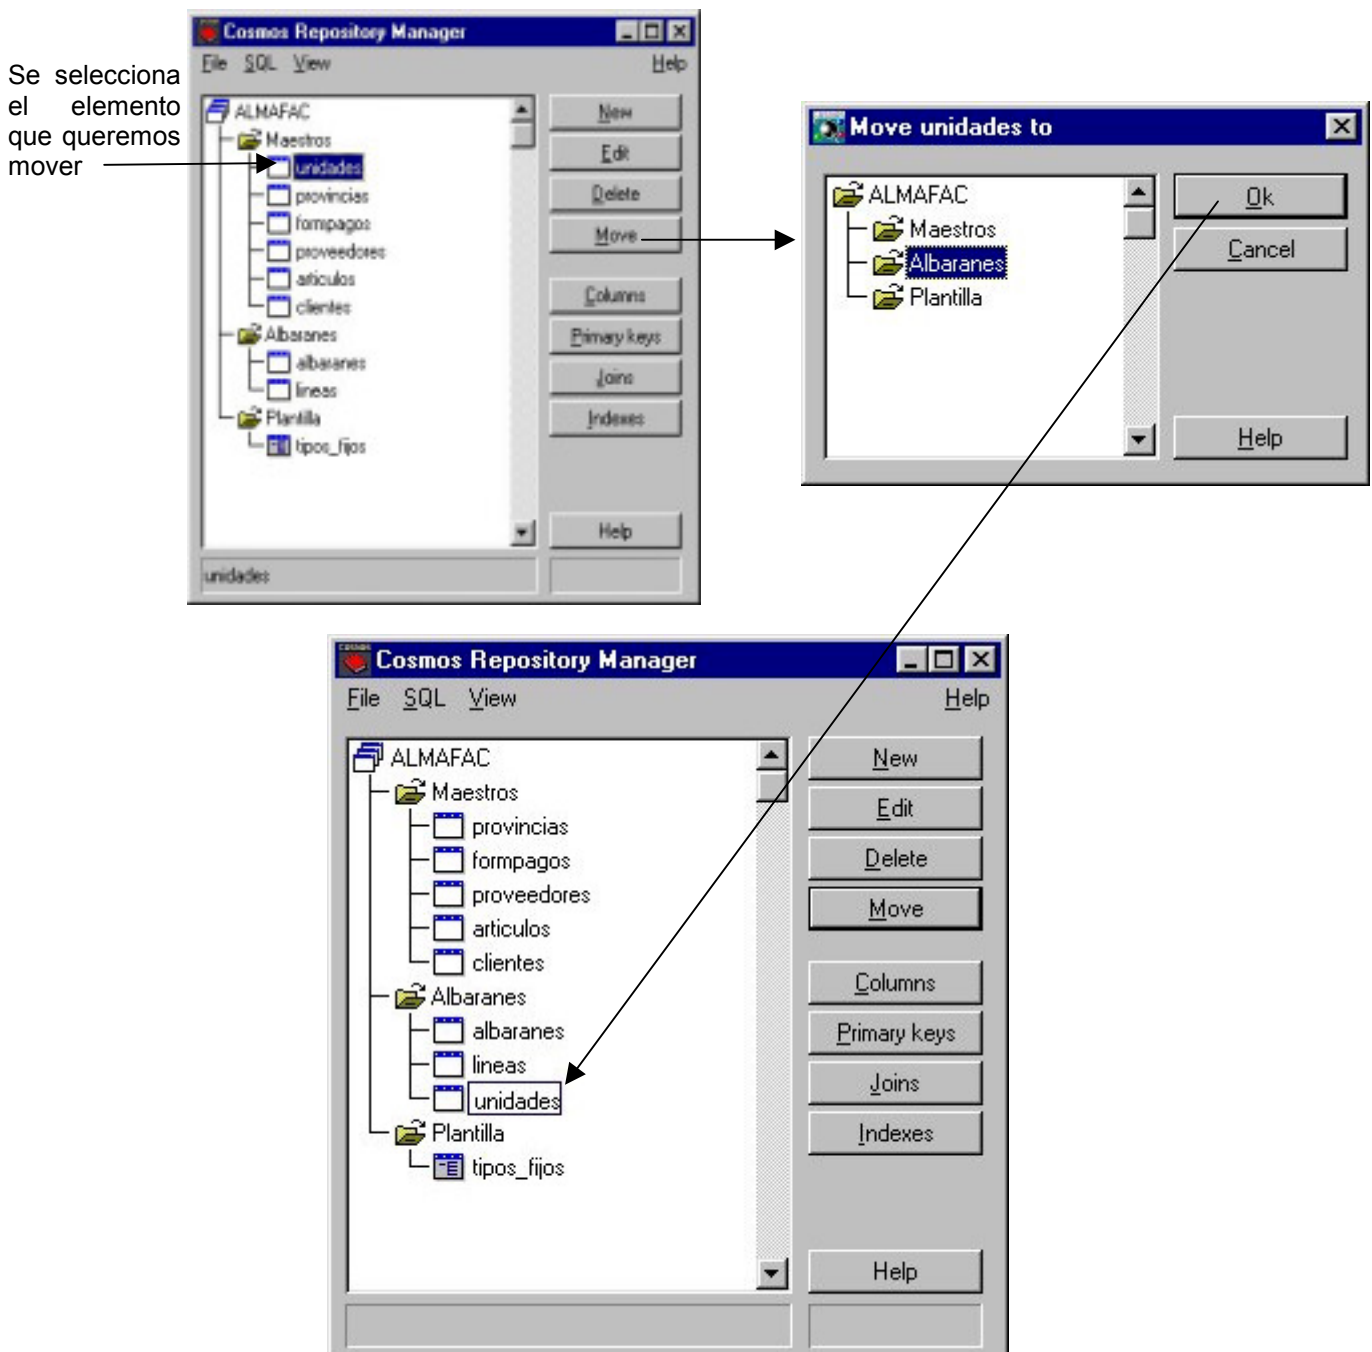 Se selecciona
el elemento
que queremos
mover
Cosmos Repository Manager
File SQL View Help
ALMAFAC
Maestros
unidades
provincias
formpagos
proveedores
articulos
clientes
Albaranes
albaranes
lineas
Plantilla
tipos_fijos
New
Edit
Delete
Move
Columns
Primary keys
Joins
Indexes
Help
unidades
Move unidades to
ALMAFAC
Maestros
Albaranes
Plantilla
Ok
Cancel
Help
COSMOS
Cosmos Repository Manager
File SQL View Help
ALMAFAC
Maestros
provincias
formpagos
proveedores
articulos
clientes
Albaranes
albaranes
lineas
unidades
Plantilla
tipos_fijos
New
Edit
Delete
Move
Columns
Primary keys
Joins
Indexes
Help